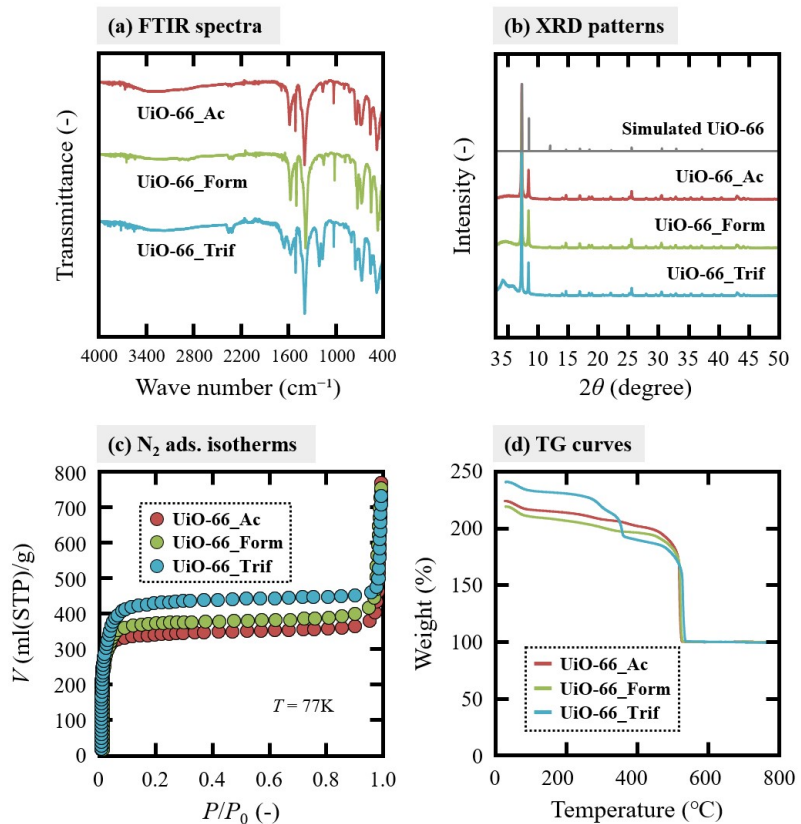 (a) FTIR spectra
Transmittance (-)
UiO-66_Ac
UiO-66_Form
UiO-66_Trif
4000 3400 2800 2200 1600 1000 400
Wave number (cm⁻¹)
(b) XRD patterns
Intensity (-)
Simulated UiO-66
UiO-66_Ac
UiO-66_Form
UiO-66_Trif
35 10 15 20 25 30 35 40 45 50
2θ (degree)
(c) N₂ ads. isotherms
V (ml(STP)/g)
800
700
600
500
400
300
200
100
0
UiO-66_Ac
UiO-66_Form
UiO-66_Trif
T = 77K
0 0.2 0.4 0.6 0.8 1.0
P/P₀ (-)
(d) TG curves
Weight (%)
250
200
150
100
50
0
UiO-66_Ac
UiO-66_Form
UiO-66_Trif
0 200 400 600 800
Temperature (°C)